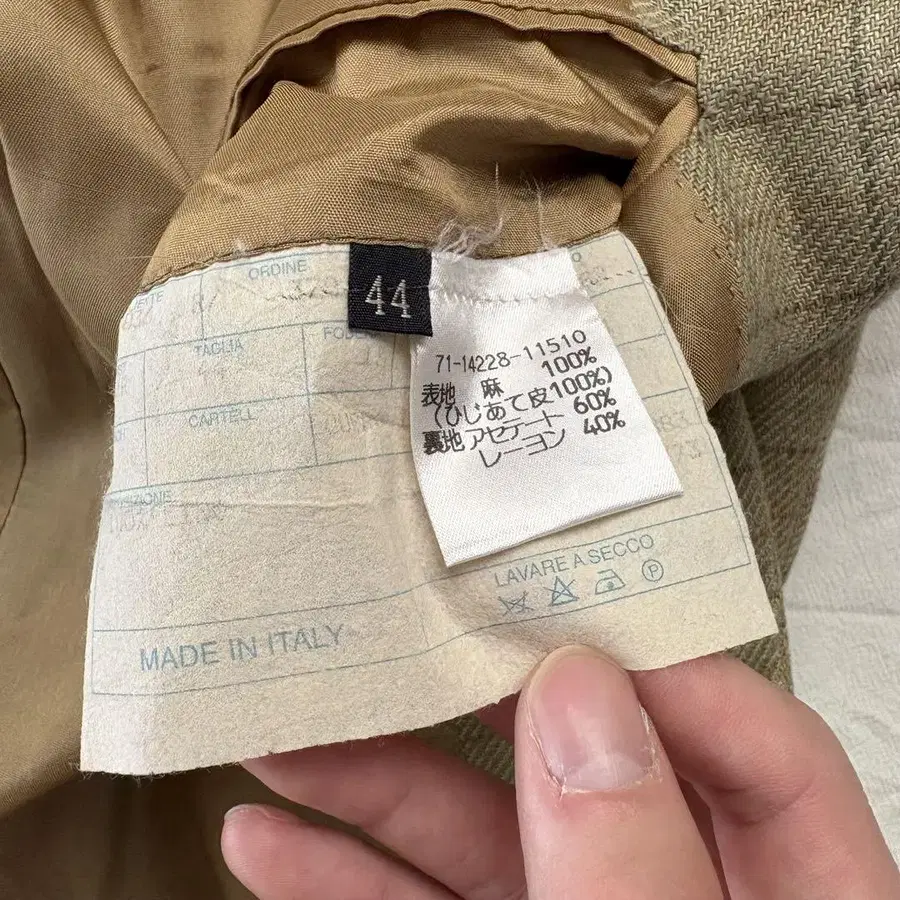 ORDINE
44
TAGLIA
CARTELL
71-14228-11510
表地 麻 100%
(ひじあて皮100%)
裏地 アセテート 60%
レーヨン 40%
LAVARE A SECCO
P
MADE IN ITALY